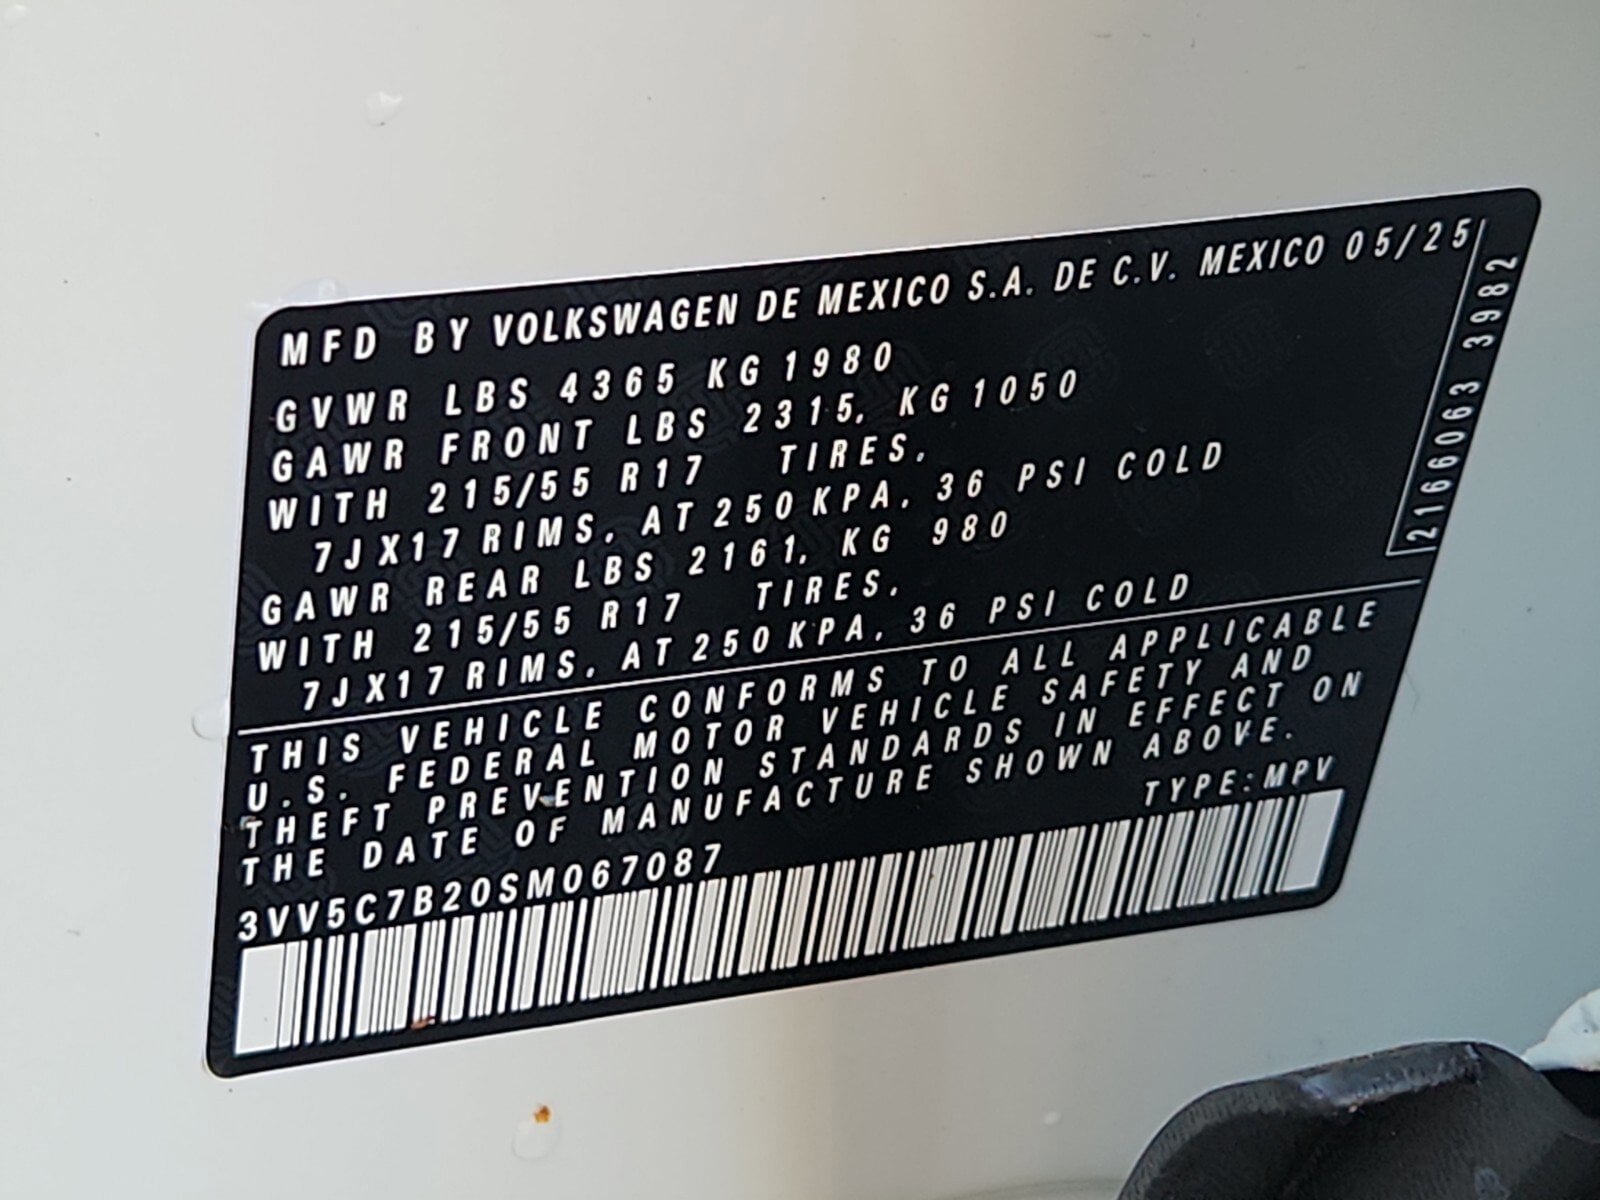 MFD BY VOLKSWAGEN DE MEXICO S.A. DE C.V. MEXICO 05/25
GVWR LBS 4365 KG 1980
GAWR FRONT LBS 2315, KG 1050
WITH 215/55 R17 TIRES,
7J X17 RIMS, AT 250 KPA, 36 PSI COLD
GAWR REAR LBS 2161, KG 980
WITH 215/55 R17 TIRES,
7J X17 RIMS, AT 250 KPA, 36 PSI COLD
2166063 3982
THIS VEHICLE CONFORMS TO ALL APPLICABLE
U.S. FEDERAL MOTOR VEHICLE SAFETY AND
THEFT PREVENTION STANDARDS IN EFFECT ON
THE DATE OF MANUFACTURE SHOWN ABOVE.
TYPE: MPV
3VV5C7B20SM067087